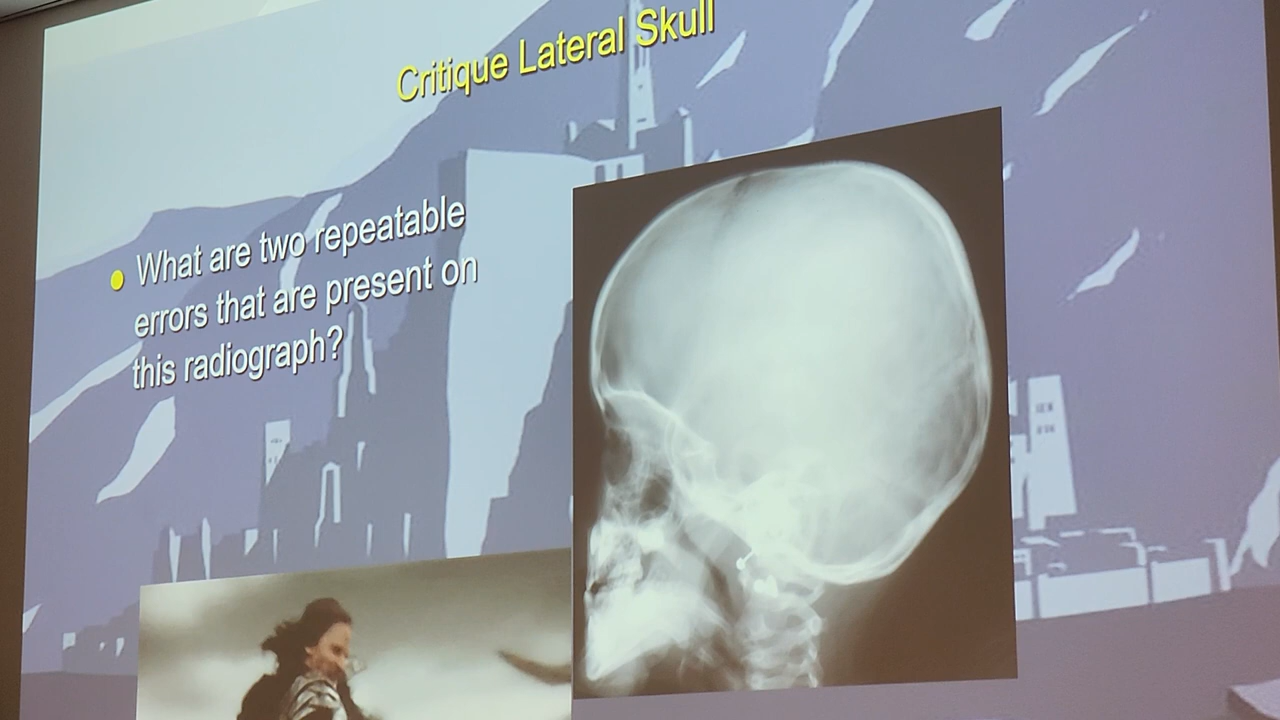 Critique Lateral Skull
What are two repeatable
errors that are present on
this radiograph?